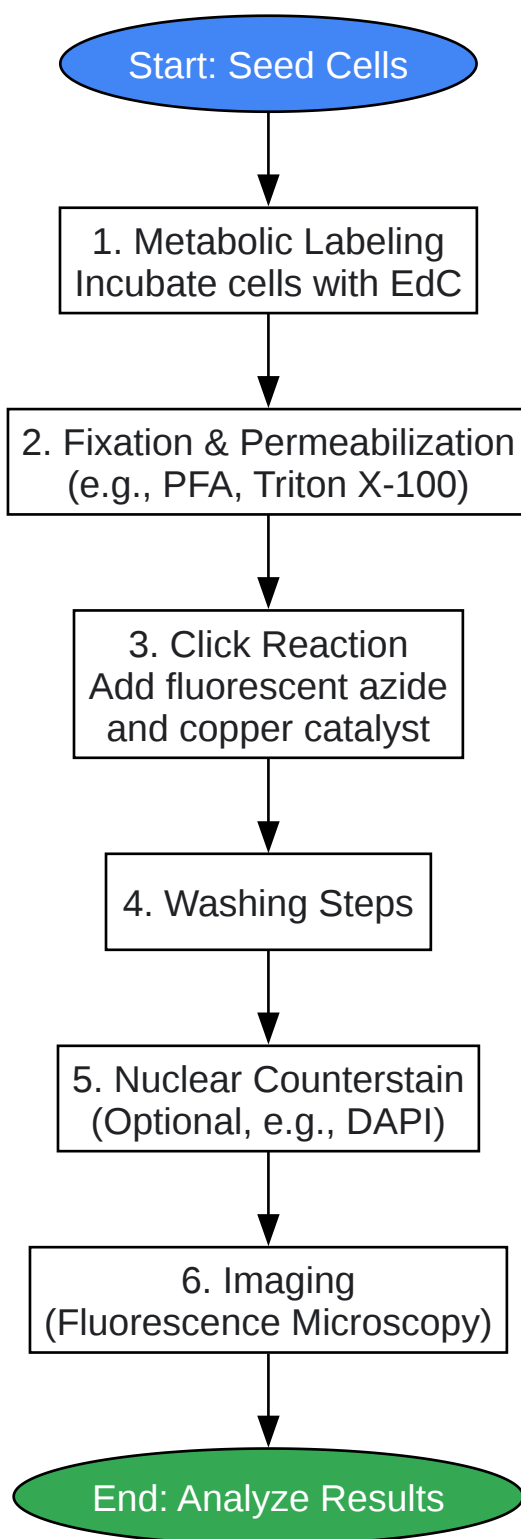 Start: Seed Cells
1. Metabolic Labeling
Incubate cells with EdC
2. Fixation & Permeabilization
(e.g., PFA, Triton X-100)
3. Click Reaction
Add fluorescent azide
and copper catalyst
4. Washing Steps
5. Nuclear Counterstain
(Optional, e.g., DAPI)
6. Imaging
(Fluorescence Microscopy)
End: Analyze Results